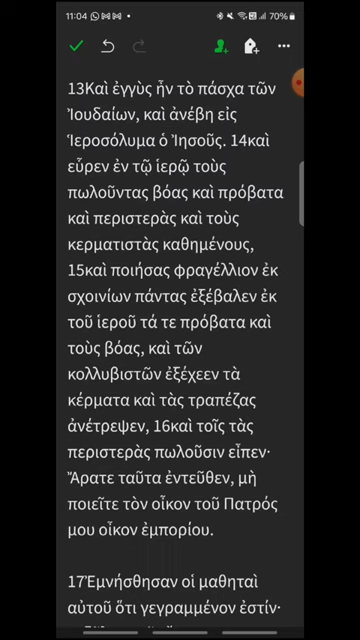 11:04
70%
13Καὶ ἐγγὺς ἦν τὸ πάσχα τῶν
Ἰουδαίων, καὶ ἀνέβη εἰς
Ἱεροσόλυμα ὁ Ἰησοῦς. 14καὶ
εὗρεν ἐν τῷ ἱερῷ τοὺς
πωλοῦντας βόας καὶ πρόβατα
καὶ περιστερὰς καὶ τοὺς
κερματιστὰς καθημένους,
15καὶ ποιήσας φραγέλλιον ἐκ
σχοινίων πάντας ἐξέβαλεν ἐκ
τοῦ ἱεροῦ τά τε πρόβατα καὶ
τοὺς βόας, καὶ τῶν
κολλυβιστῶν ἐξέχεεν τὰ
κέρματα καὶ τὰς τραπέζας
ἀνέτρεψεν, 16καὶ τοῖς τὰς
περιστερὰς πωλοῦσιν εἶπεν·
Ἄρατε ταῦτα ἐντεῦθεν, μὴ
ποιεῖτε τὸν οἶκον τοῦ Πατρός
μου οἶκον ἐμπορίου.
17Ἐμνήσθησαν οἱ μαθηταὶ
αὐτοῦ ὅτι γεγραμμένον ἐστίν·